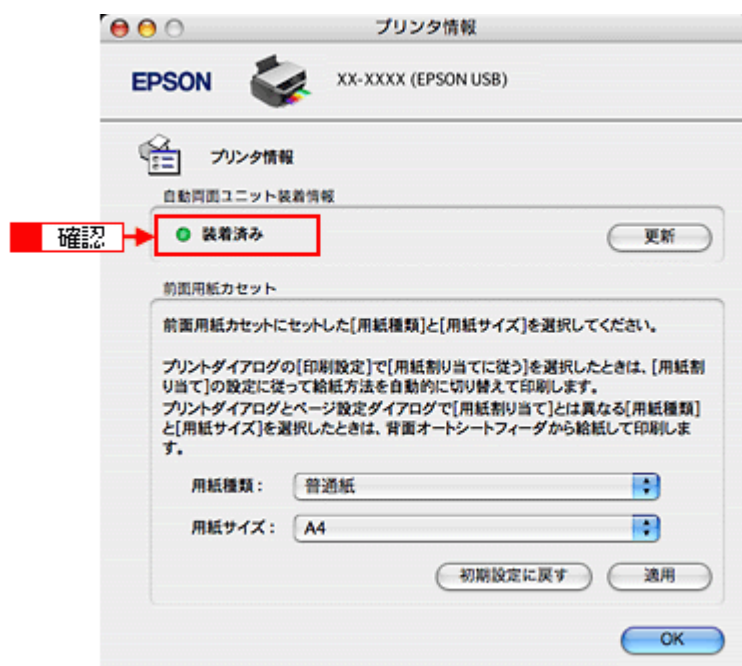 プリンタ情報
EPSON XX-XXXX (EPSON USB)
プリンタ情報
自動両面ユニット装着情報
確認 装着済み 更新
前面用紙カセット
前面用紙カセットにセットした[用紙種類]と[用紙サイズ]を選択してください。
プリントダイアログの[印刷設定]で[用紙割り当てに従う]を選択したときは、[用紙割
り当て]の設定に従って給紙方法を自動的に切り替えて印刷します。
プリントダイアログとページ設定ダイアログで[用紙割り当て]とは異なる[用紙種類]
と[用紙サイズ]を選択したときは、背面オートシートフィーダから給紙して印刷しま
す。
用紙種類： 普通紙
用紙サイズ： A4
初期設定に戻す 適用
OK